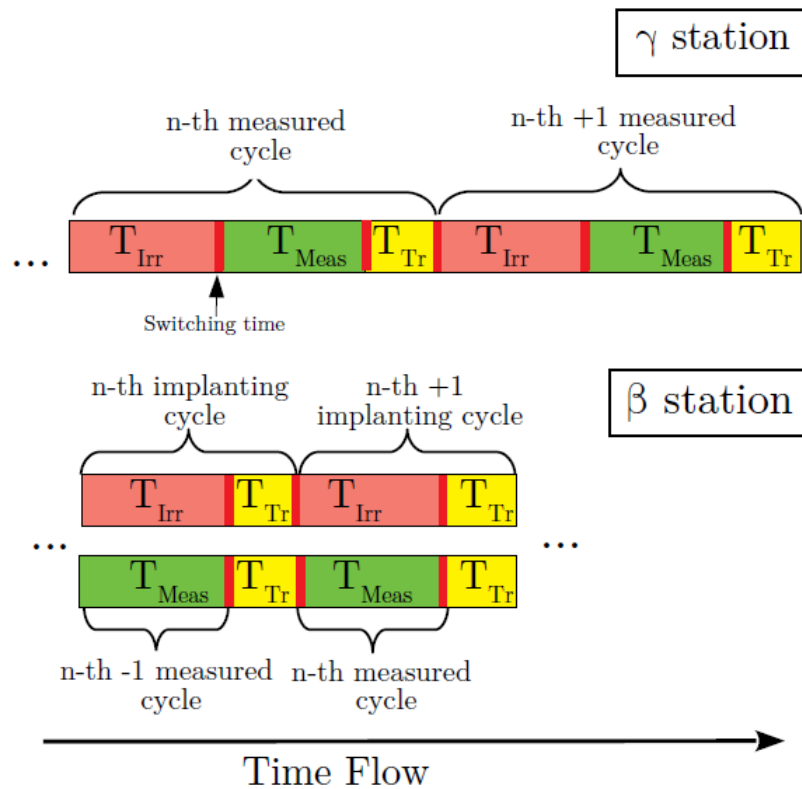 γ station
n-th measured
cycle
n-th +1 measured
cycle
... T_Irr T_Meas T_Tr T_Irr T_Meas T_Tr
Switching time
β station
n-th implanting
cycle
n-th +1
implanting cycle
T_Irr T_Tr T_Irr T_Tr
... ...
T_Meas T_Tr T_Meas T_Tr
n-th -1 measured
cycle
n-th measured
cycle
Time Flow